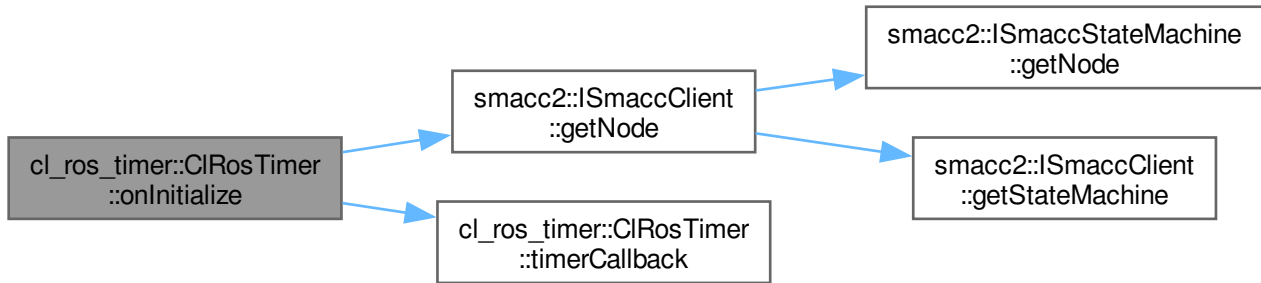 smacc2::ISmaccStateMachine
::getNode
smacc2::ISmaccClient
::getNode
cl_ros_timer::ClRosTimer
::onInitialize
smacc2::ISmaccClient
::getStateMachine
cl_ros_timer::ClRosTimer
::timerCallback